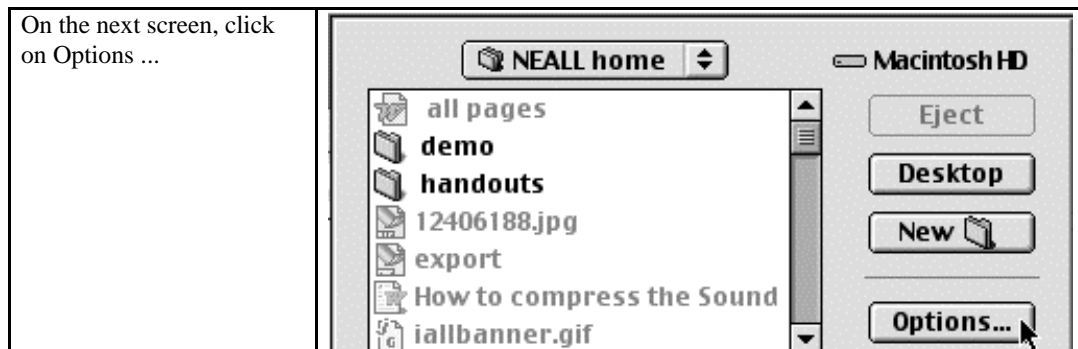 On the next screen, click
on Options ...
NEALL home
Macintosh HD
all pages
demo
handouts
12406188.jpg
export
How to compress the Sound
iallbanner.gif
Eject
Desktop
New
Options...